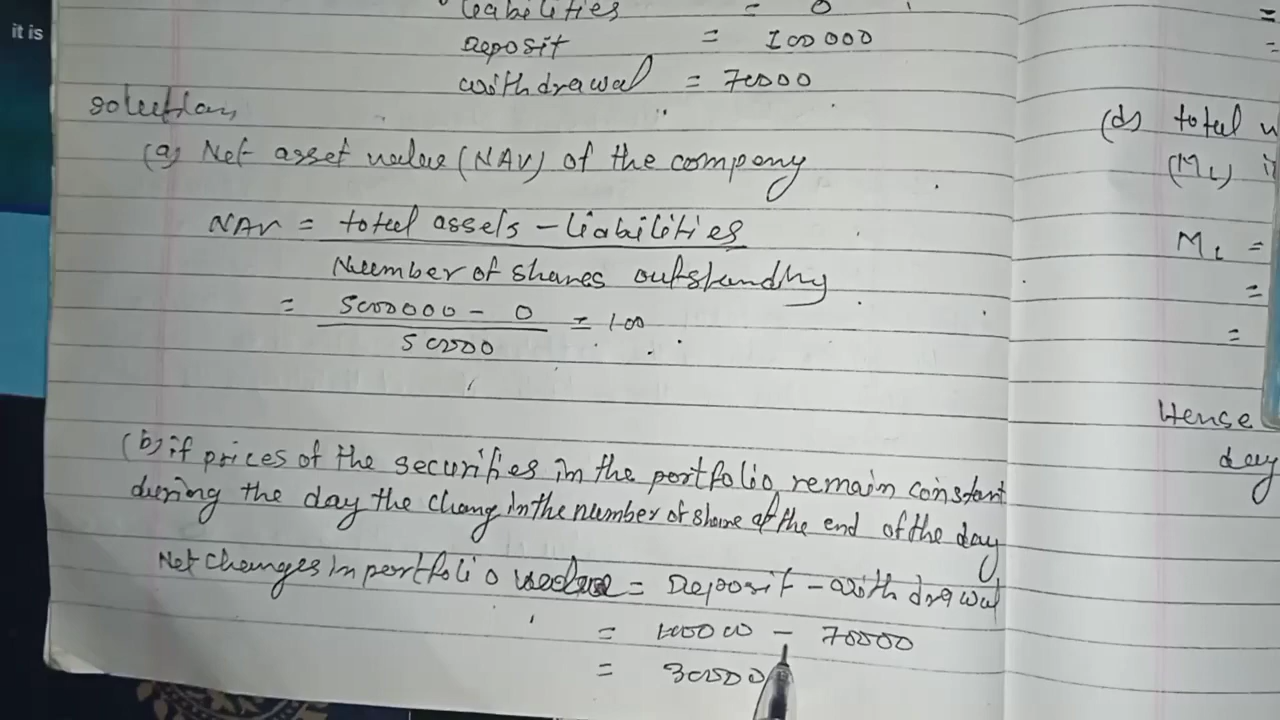 it is
Liabilities = 0
Deposit = 100000
withdrawal = 70000
solution,
(a) Net asset value (NAV) of the company
NAV = total assets - Liabilities
Number of shares outstanding
= 5000000 - 0 = 100
50000
(b) if prices of the securities in the portfolio remain constant
during the day the chang in the number of share at the end of the day
Net changes in portfolio value = Deposit - withdrawal
= 100000 - 70000
= 30000
=
=
(d) total
(ML)
ML =
=
=
Hence
day